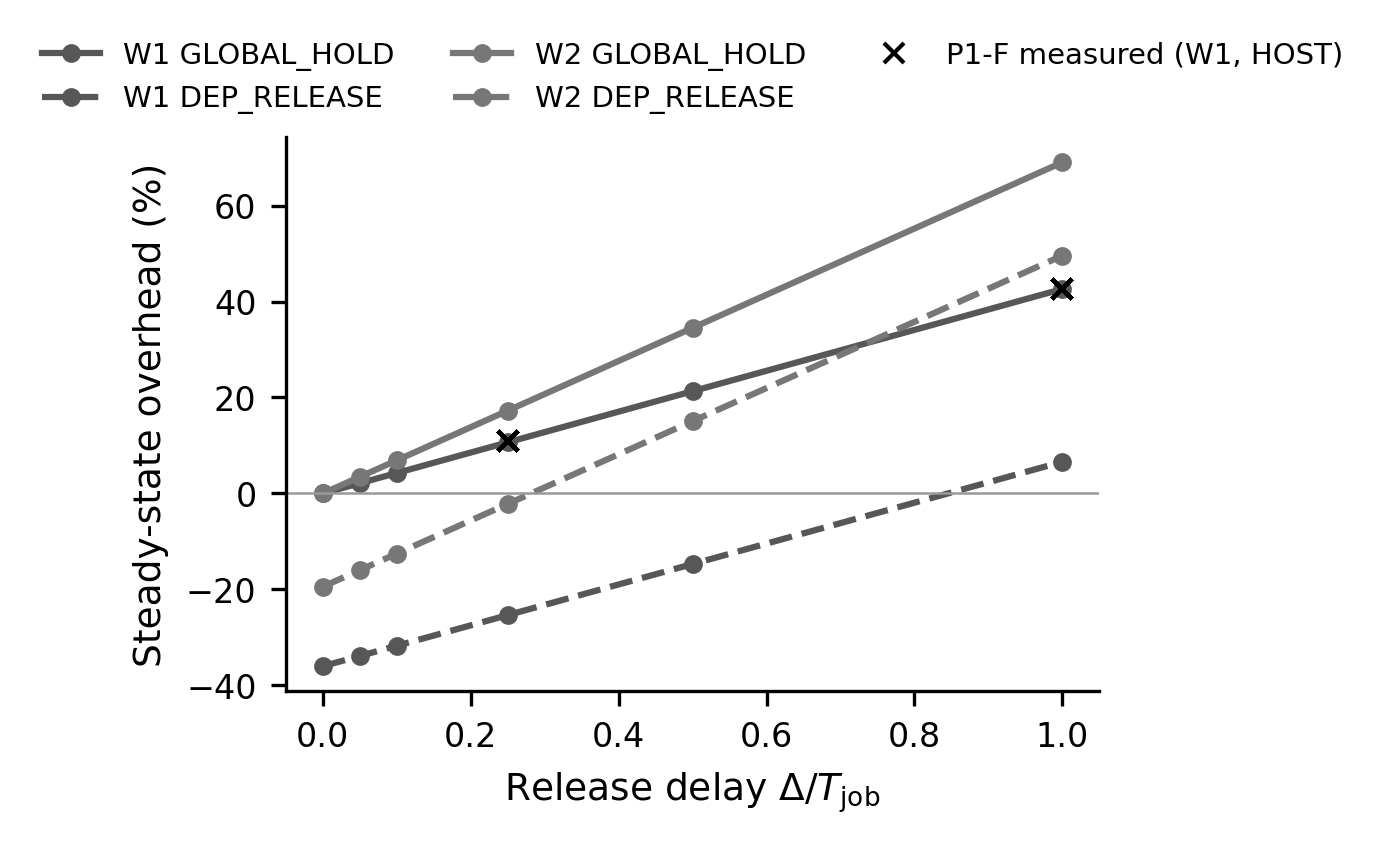 W1 GLOBAL_HOLD
W1 DEP_RELEASE
W2 GLOBAL_HOLD
W2 DEP_RELEASE
P1-F measured (W1, HOST)
Steady-state overhead (%)
60
40
20
0
−20
−40
0.0 0.2 0.4 0.6 0.8 1.0
Release delay Δ/T_job